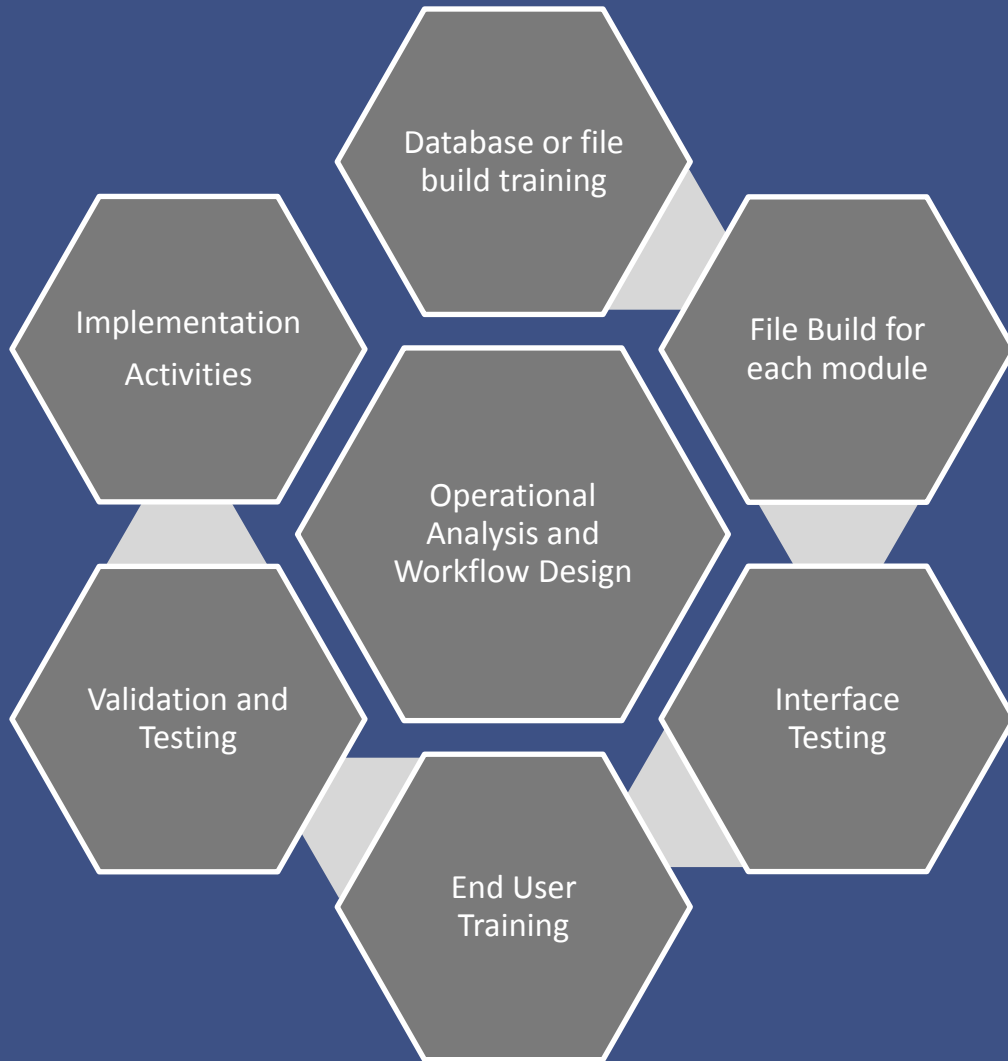 Database or file
build training
File Build for
each module
Interface
Testing
End User
Training
Validation and
Testing
Implementation
Activities
Operational
Analysis and
Workflow Design